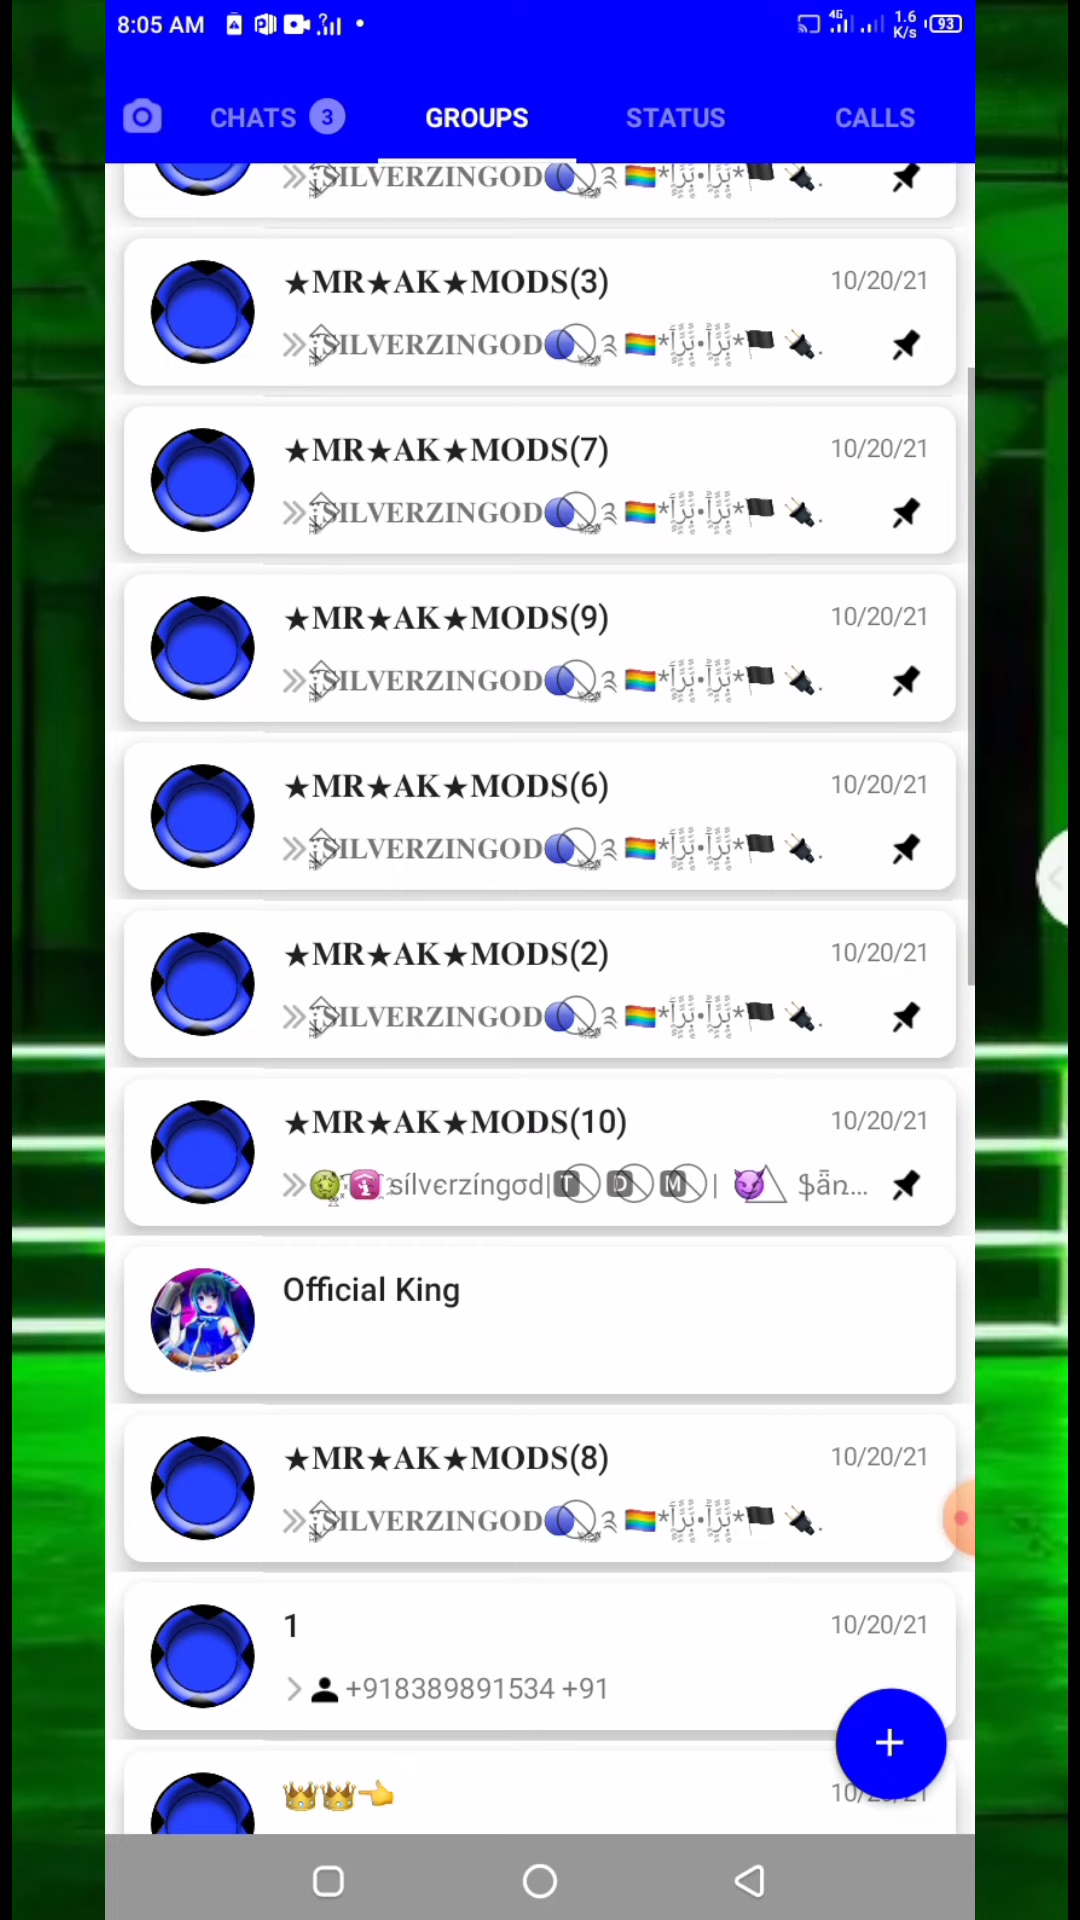 8:05 AM 4G 1.6 K/s 93
CHATS 3 GROUPS STATUS CALLS
SILVERZINGOD
★MR★AK★MODS(3) 10/20/21
SILVERZINGOD
★MR★AK★MODS(7) 10/20/21
SILVERZINGOD
★MR★AK★MODS(9) 10/20/21
SILVERZINGOD
★MR★AK★MODS(6) 10/20/21
SILVERZINGOD
★MR★AK★MODS(2) 10/20/21
SILVERZINGOD
★MR★AK★MODS(10) 10/20/21
sílvєrzíngσd|🆃 🅳 🅼 |
Official King
★MR★AK★MODS(8) 10/20/21
SILVERZINGOD
1 10/20/21
+918389891534 +91
👑👑👈